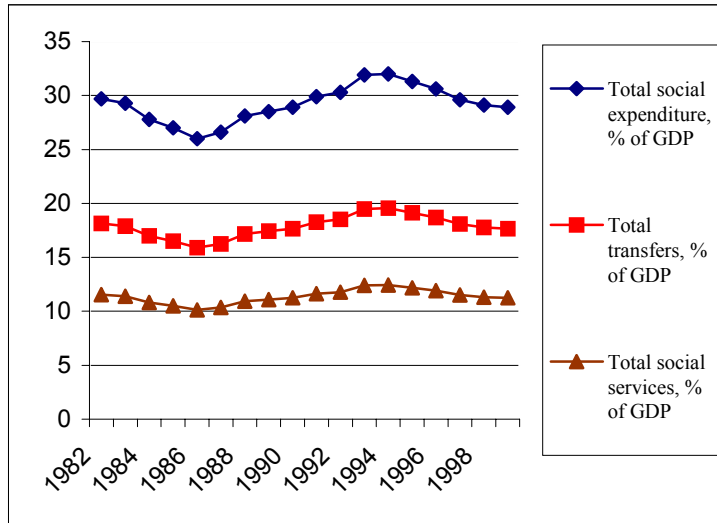 35
30
25
20
15
10
5
0
1982
1984
1986
1988
1990
1992
1994
1996
1998
Total social
expenditure,
% of GDP
Total
transfers, %
of GDP
Total social
services, %
of GDP